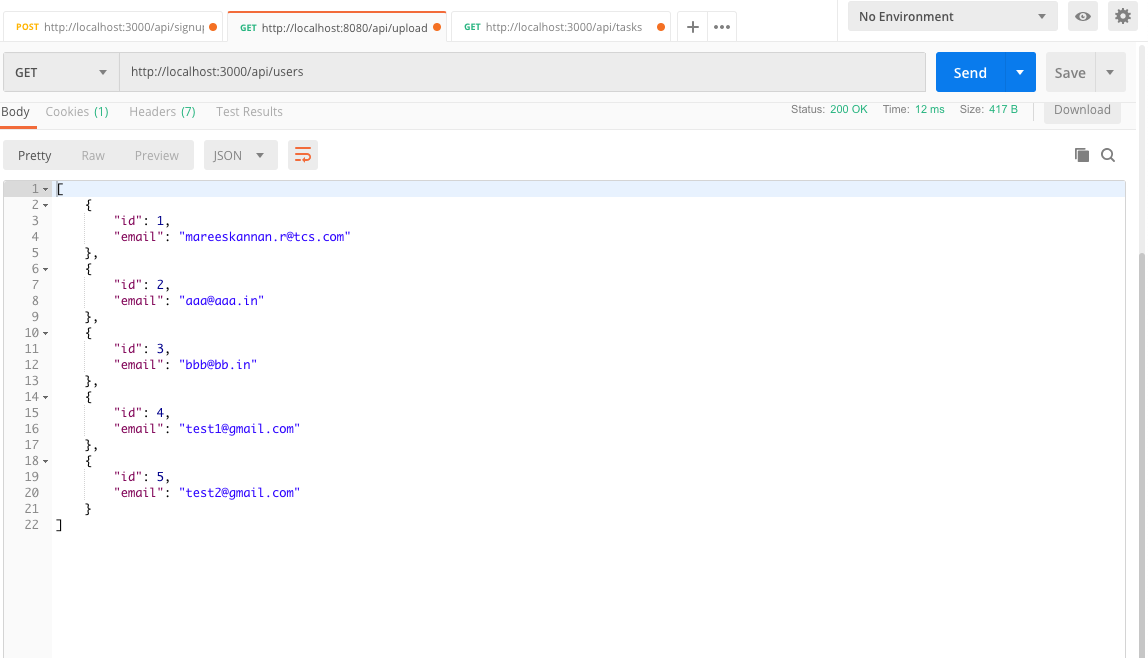 POST http://localhost:3000/api/signup GET http://localhost:8080/api/upload GET http://localhost:3000/api/tasks No Environment
GET http://localhost:3000/api/users Send Save
Body Cookies (1) Headers (7) Test Results Status: 200 OK Time: 12 ms Size: 417 B Download
Pretty Raw Preview JSON
1 [
2 {
3 "id": 1,
4 "email": "mareeskannan.r@tcs.com"
5 },
6 {
7 "id": 2,
8 "email": "aaa@aaa.in"
9 },
10 {
11 "id": 3,
12 "email": "bbb@bb.in"
13 },
14 {
15 "id": 4,
16 "email": "test1@gmail.com"
17 },
18 {
19 "id": 5,
20 "email": "test2@gmail.com"
21 }
22 ]